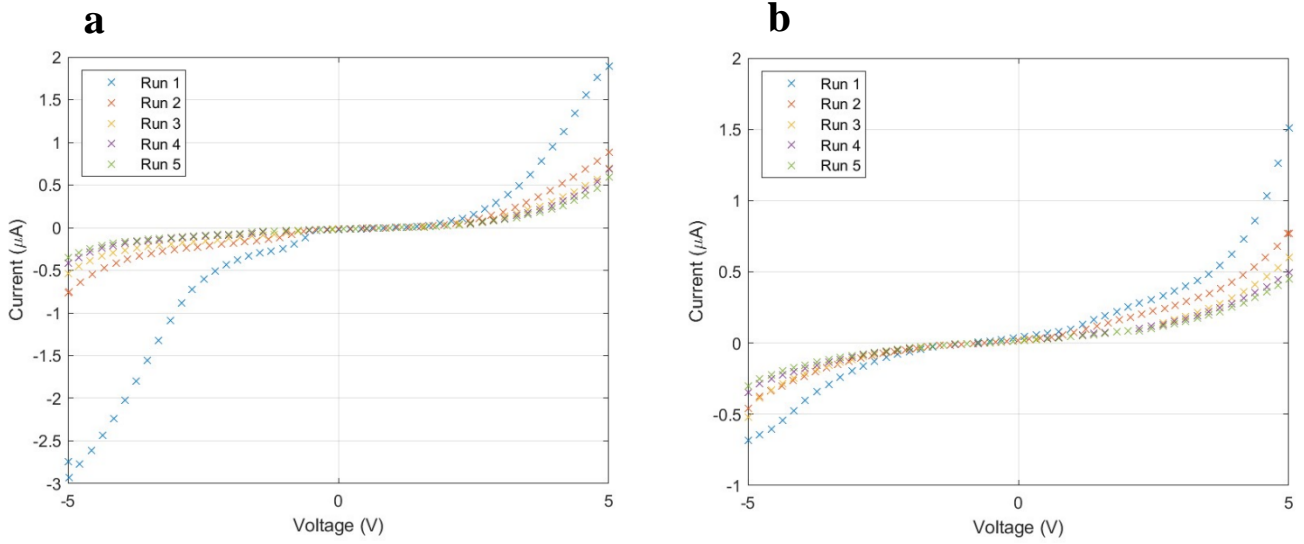 a
2
1.5
1
0.5
0
-0.5
-1
-1.5
-2
-2.5
-3
Current (μA)
Run 1
Run 2
Run 3
Run 4
Run 5
-5 0 5
Voltage (V)
b
2
1.5
1
0.5
0
-0.5
-1
Current (μA)
Run 1
Run 2
Run 3
Run 4
Run 5
-5 0 5
Voltage (V)